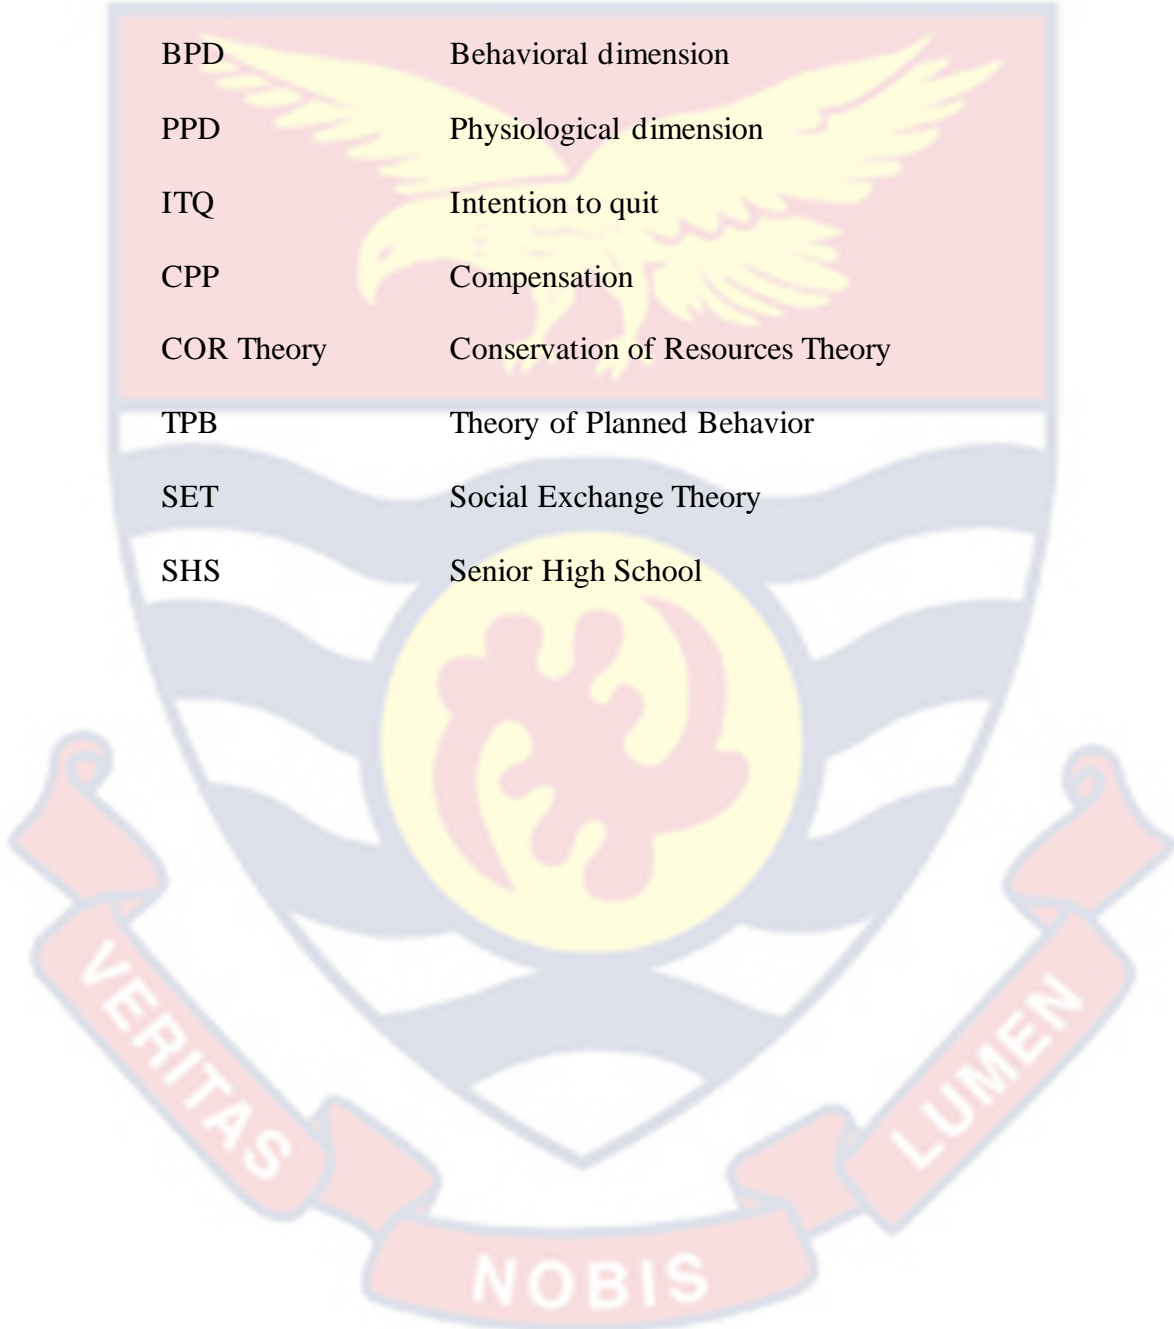 BPD Behavioral dimension
PPD Physiological dimension
ITQ Intention to quit
CPP Compensation
COR Theory Conservation of Resources Theory
TPB Theory of Planned Behavior
SET Social Exchange Theory
SHS Senior High School
VERITAS
NOBIS
LUMEN